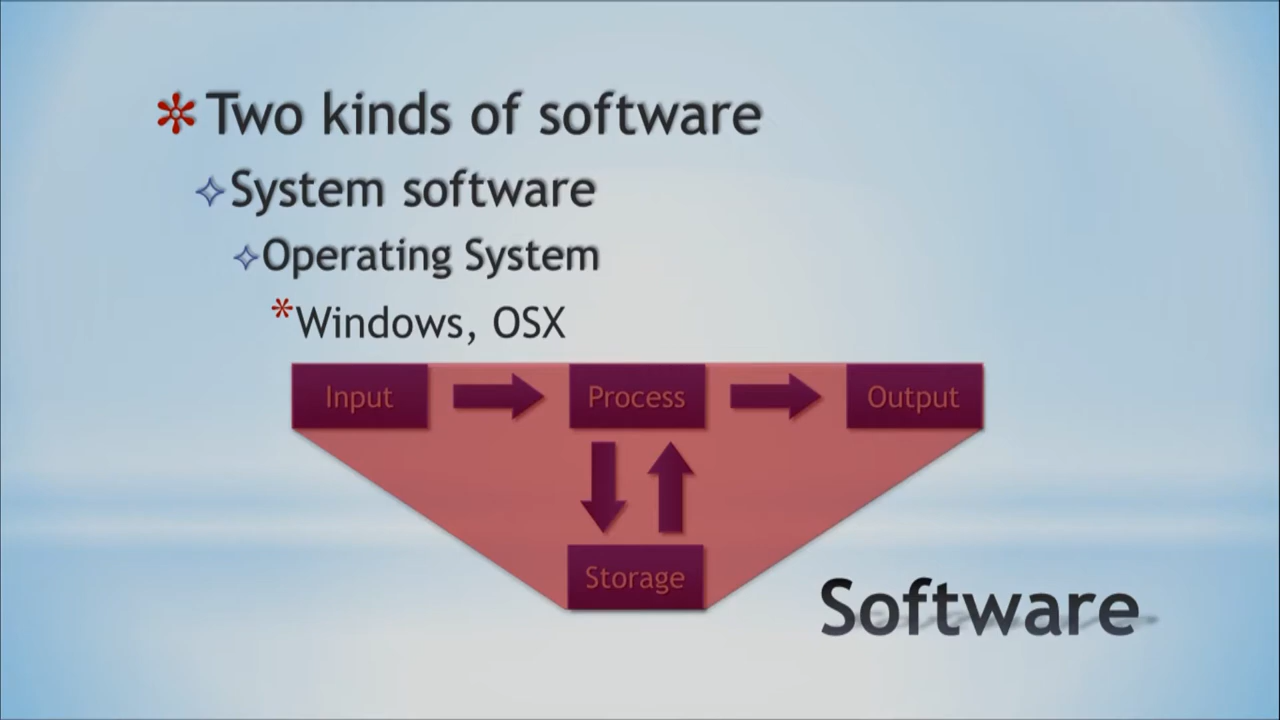 Two kinds of software
System software
Operating System
Windows, OSX
Input Process Output
Storage
Software